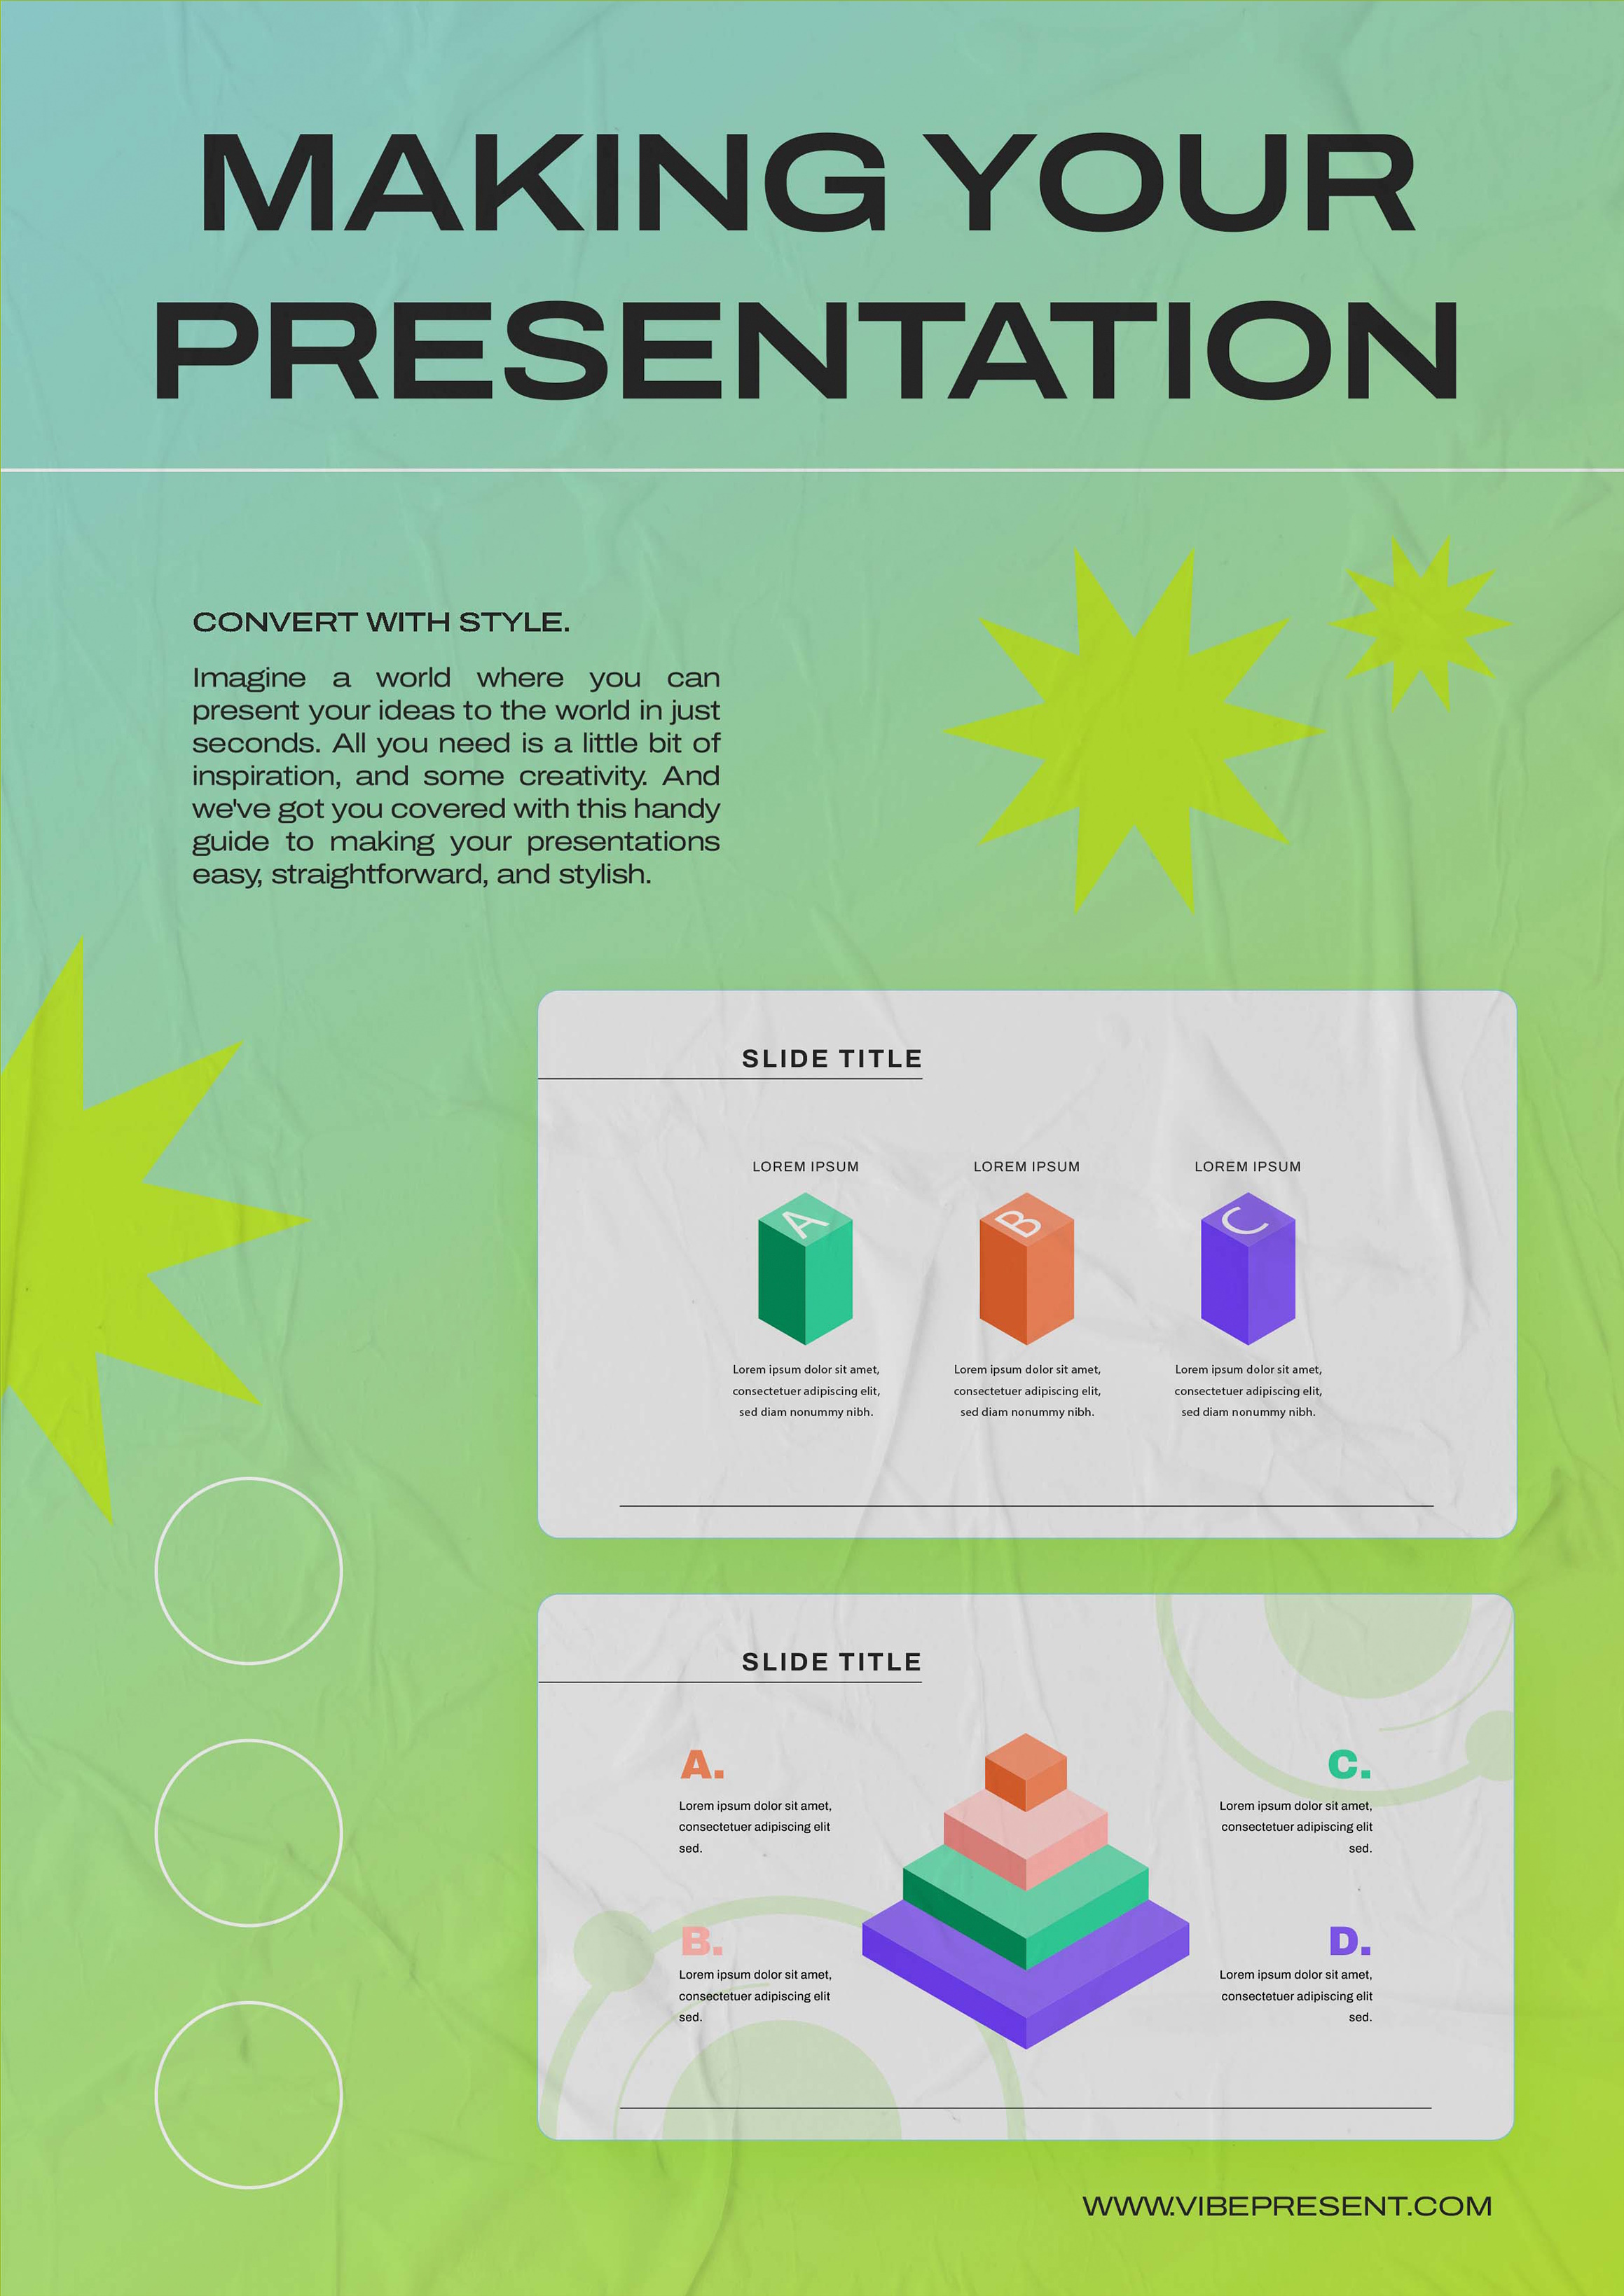 MAKING YOUR
PRESENTATION
CONVERT WITH STYLE.
Imagine a world where you can
present your ideas to the world in just
seconds. All you need is a little bit of
inspiration, and some creativity. And
we've got you covered with this handy
guide to making your presentations
easy, straightforward, and stylish.
SLIDE TITLE
LOREM IPSUM
A
Lorem ipsum dolor sit amet,
consectetuer adipiscing elit,
sed diam nonummy nibh.
LOREM IPSUM
B
Lorem ipsum dolor sit amet,
consectetuer adipiscing elit,
sed diam nonummy nibh.
LOREM IPSUM
C
Lorem ipsum dolor sit amet,
consectetuer adipiscing elit,
sed diam nonummy nibh.
SLIDE TITLE
A.
Lorem ipsum dolor sit amet,
consectetuer adipiscing elit
sed.
B.
Lorem ipsum dolor sit amet,
consectetuer adipiscing elit
sed.
C.
Lorem ipsum dolor sit amet,
consectetuer adipiscing elit
sed.
D.
Lorem ipsum dolor sit amet,
consectetuer adipiscing elit
sed.
WWW.VIBEPRESENT.COM